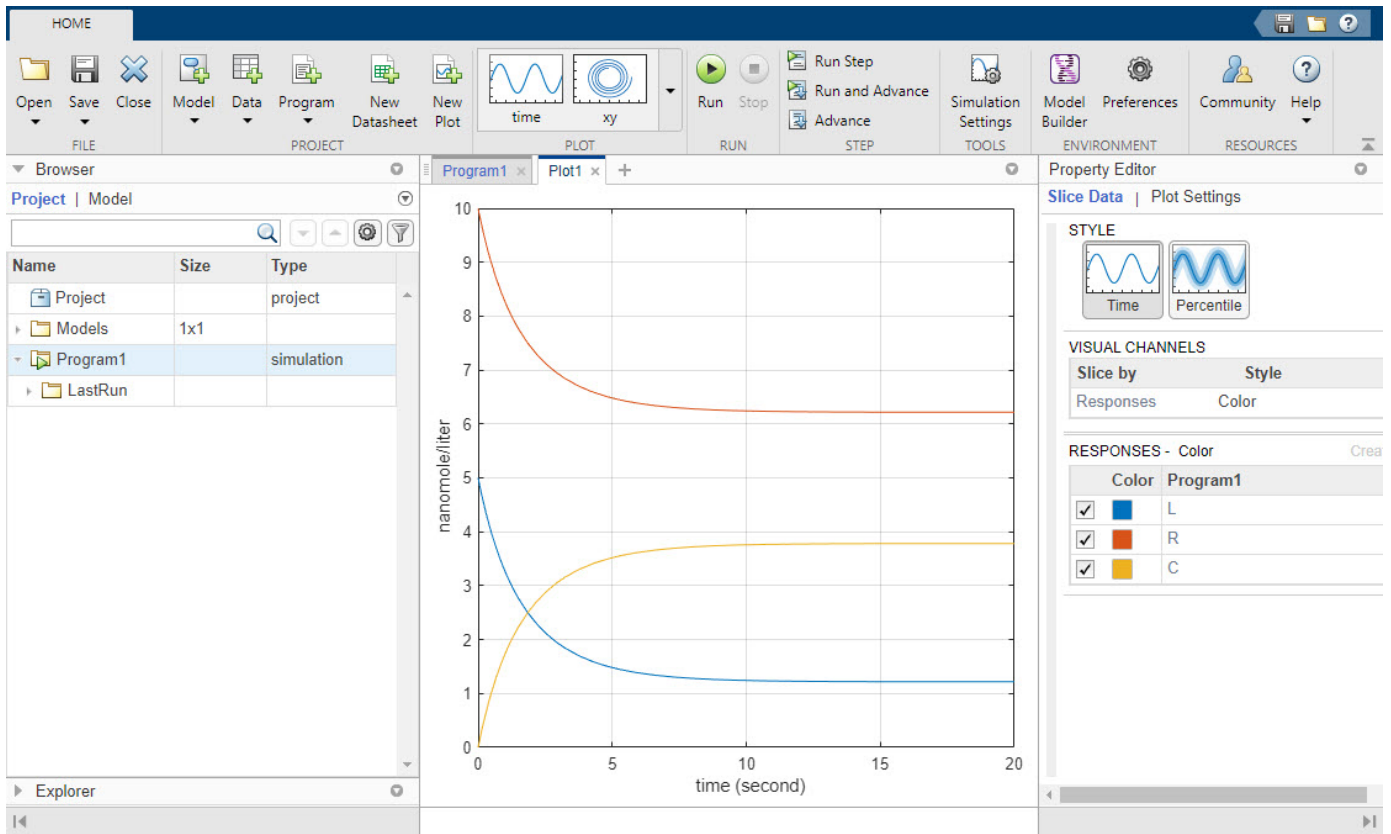 HOME
Open Save Close Model Data Program New Datasheet New Plot time xy Run Stop Run Step Simulation Settings Model Builder Preferences Community Help
Run and Advance
Advance
FILE PROJECT PLOT RUN STEP TOOLS ENVIRONMENT RESOURCES
Browser
Project | Model
Name Size Type
Project project
Models 1x1
Program1 simulation
LastRun
Explorer
Program1 × Plot1 × +
10
9
8
7
6
5
4
3
2
1
0
nanomole/liter
0 5 10 15 20
time (second)
Property Editor
Slice Data | Plot Settings
STYLE
Time Percentile
VISUAL CHANNELS
Slice by Style
Responses Color
RESPONSES - Color Crea
Color Program1
L
R
C